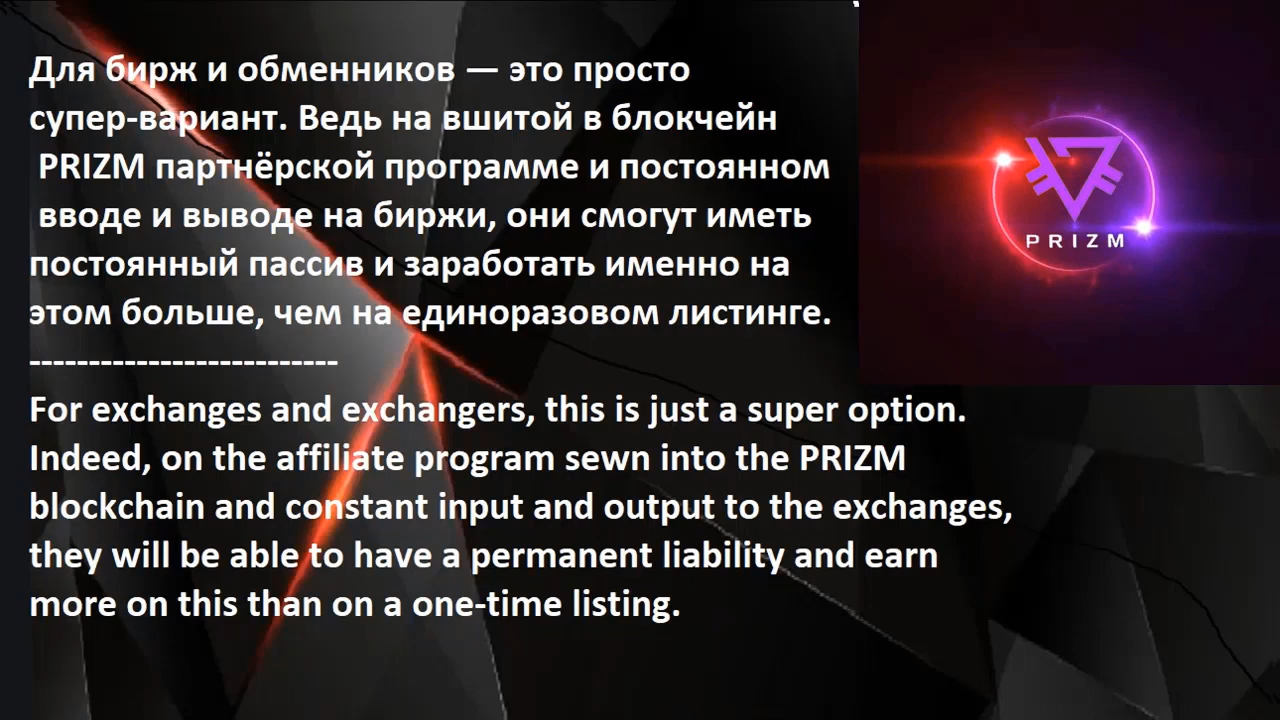 Для бирж и обменников — это просто
супер-вариант. Ведь на вшитой в блокчейн
PRIZM партнёрской программе и постоянном
вводе и выводе на биржи, они смогут иметь
постоянный пассив и заработать именно на
этом больше, чем на единоразовом листинге.
--------------------------
For exchanges and exchangers, this is just a super option.
Indeed, on the affiliate program sewn into the PRIZM
blockchain and constant input and output to the exchanges,
they will be able to have a permanent liability and earn
more on this than on a one-time listing.
PRIZM